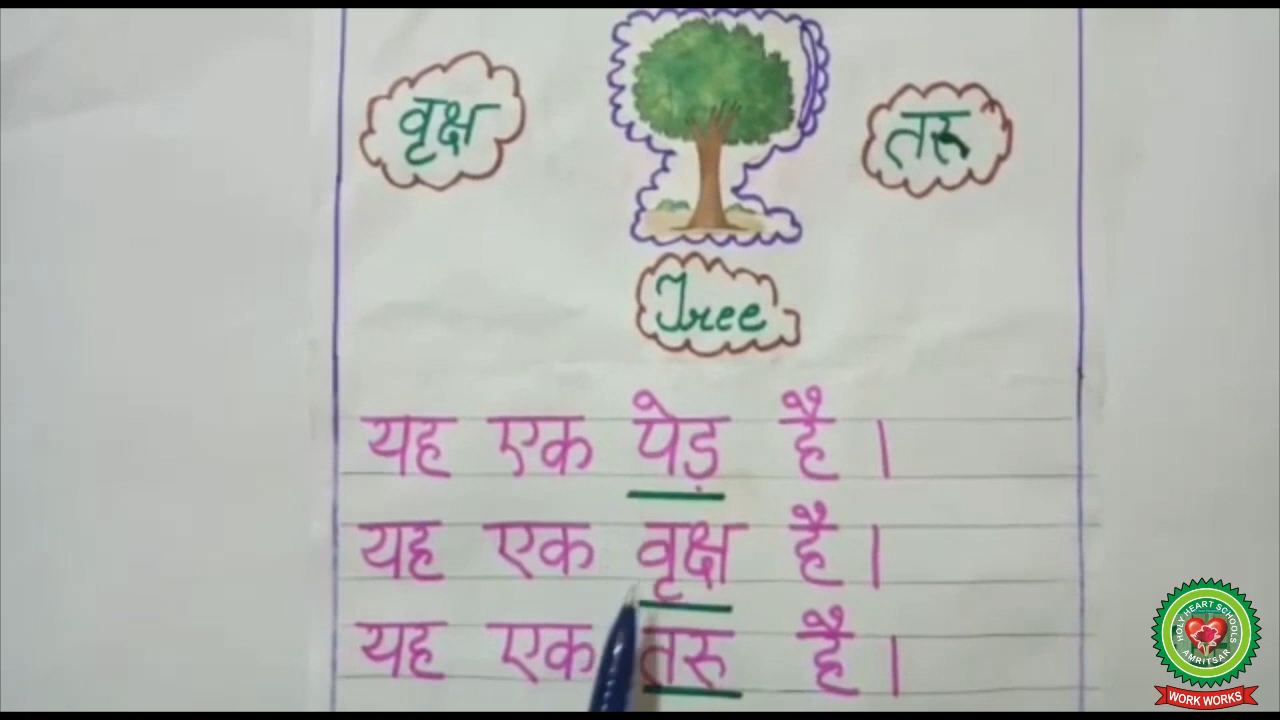 वृक्ष
तरु
Tree
यह एक पेड़ है।
यह एक वृक्ष है।
यह एक तरु है।
HOLY HEART SCHOOLS
AMRITSAR
WORK WORKS